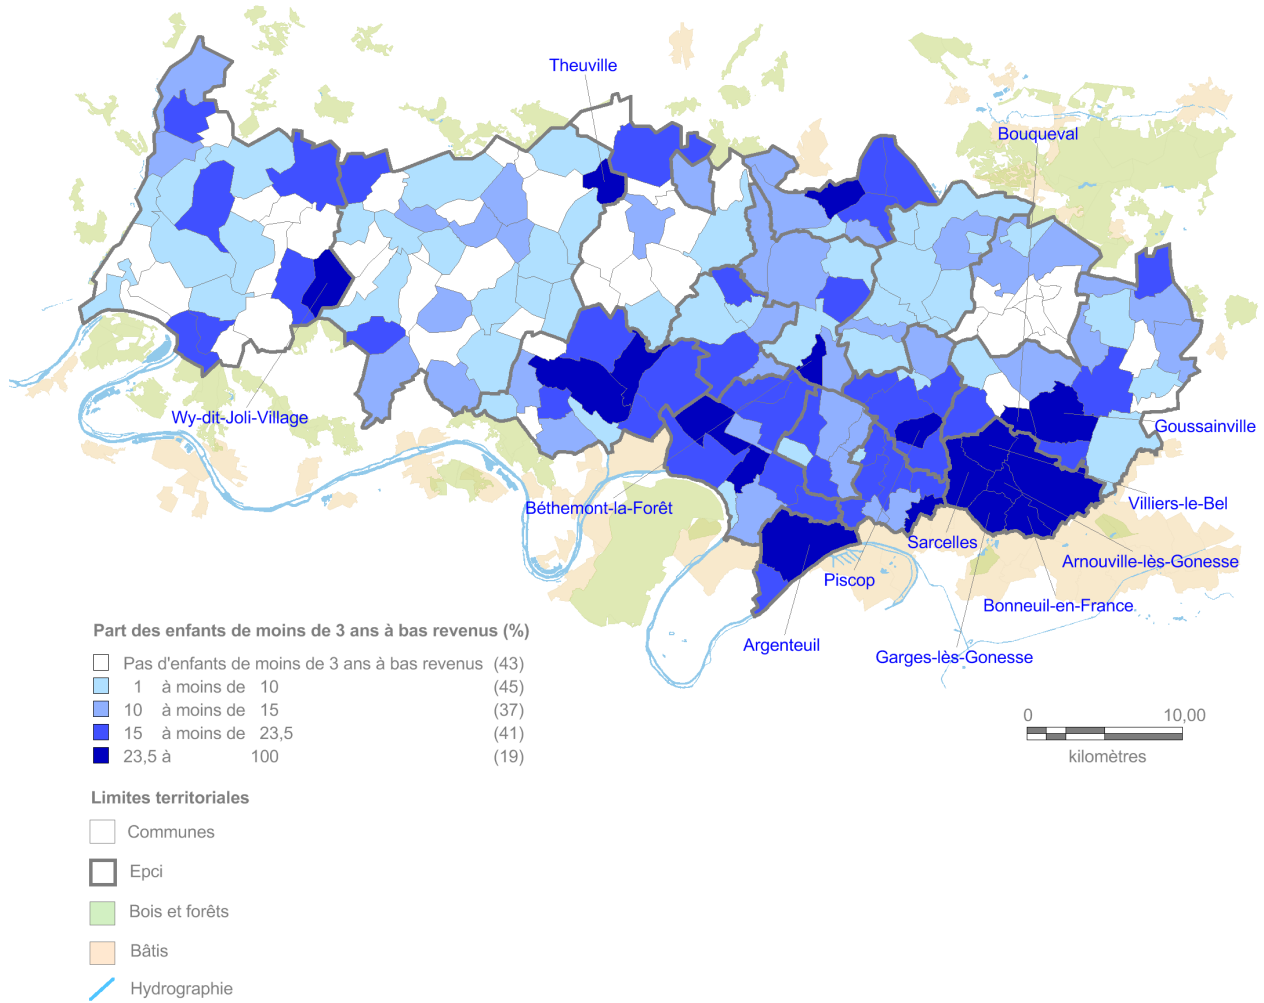 Theuville
Bouqueval
Wy-dit-Joli-Village
Goussainville
Béthemont-la-Forêt
Villiers-le-Bel
Sarcelles
Arnouville-lès-Gonesse
Piscop
Bonneuil-en-France
Argenteuil
Garges-lès-Gonesse
Part des enfants de moins de 3 ans à bas revenus (%)
Pas d'enfants de moins de 3 ans à bas revenus (43)
1 à moins de 10 (45)
10 à moins de 15 (37)
15 à moins de 23,5 (41)
23,5 à 100 (19)
0 10,00
kilomètres
Limites territoriales
Communes
Epci
Bois et forêts
Bâtis
Hydrographie